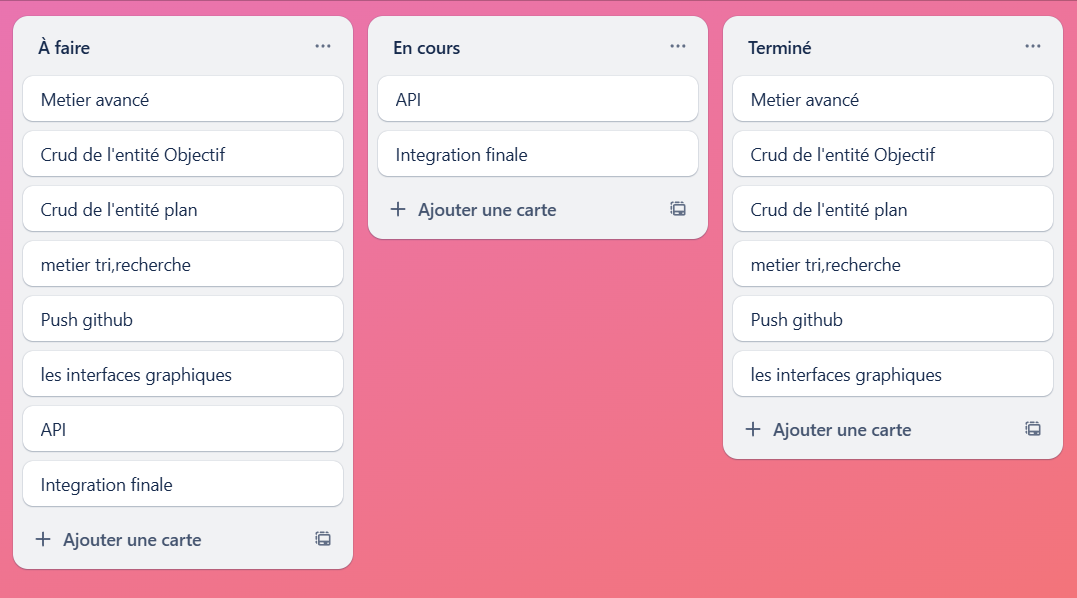 À faire
Metier avancé
Crud de l'entité Objectif
Crud de l'entité plan
metier tri,recherche
Push github
les interfaces graphiques
API
Integration finale
Ajouter une carte
En cours
API
Integration finale
Ajouter une carte
Terminé
Metier avancé
Crud de l'entité Objectif
Crud de l'entité plan
metier tri,recherche
Push github
les interfaces graphiques
Ajouter une carte